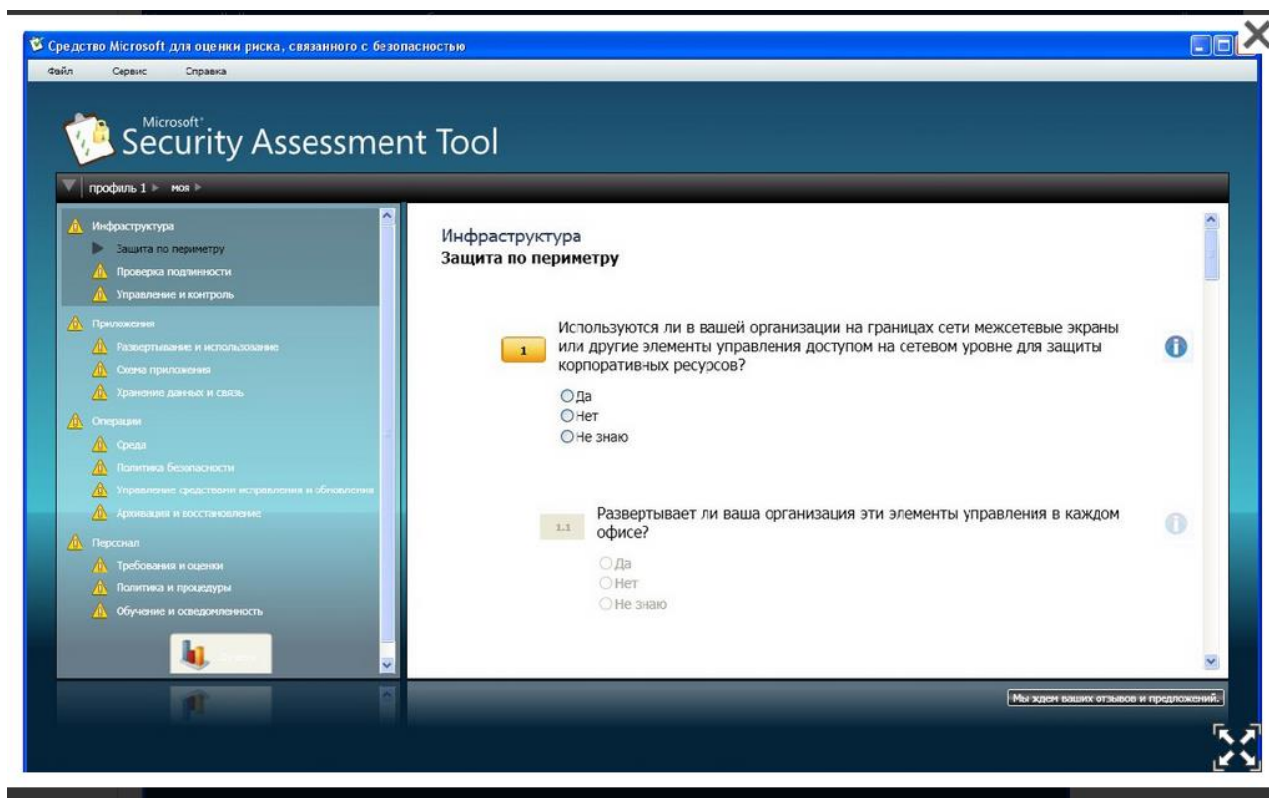 Средство Microsoft для оценки риска, связанного с безопасностью
Файл Сервис Справка
Microsoft®
Security Assessment Tool
профиль 1 моя
Инфраструктура
Защита по периметру
Проверка подлинности
Управление и контроль
Приложения
Развертывание и использование
Схема приложения
Хранение данных и связь
Операции
Среда
Политика безопасности
Управление средствами исправления и обновления
Архивация и восстановление
Персонал
Требования и оценки
Политика и процедуры
Обучение и осведомленность
Инфраструктура
Защита по периметру
1
Используются ли в вашей организации на границах сети межсетевые экраны
или другие элементы управления доступом на сетевом уровне для защиты
корпоративных ресурсов?
Да
Нет
Не знаю
1.1
Развертывает ли ваша организация эти элементы управления в каждом
офисе?
Да
Нет
Не знаю
Мы ждем ваших отзывов и предложений.